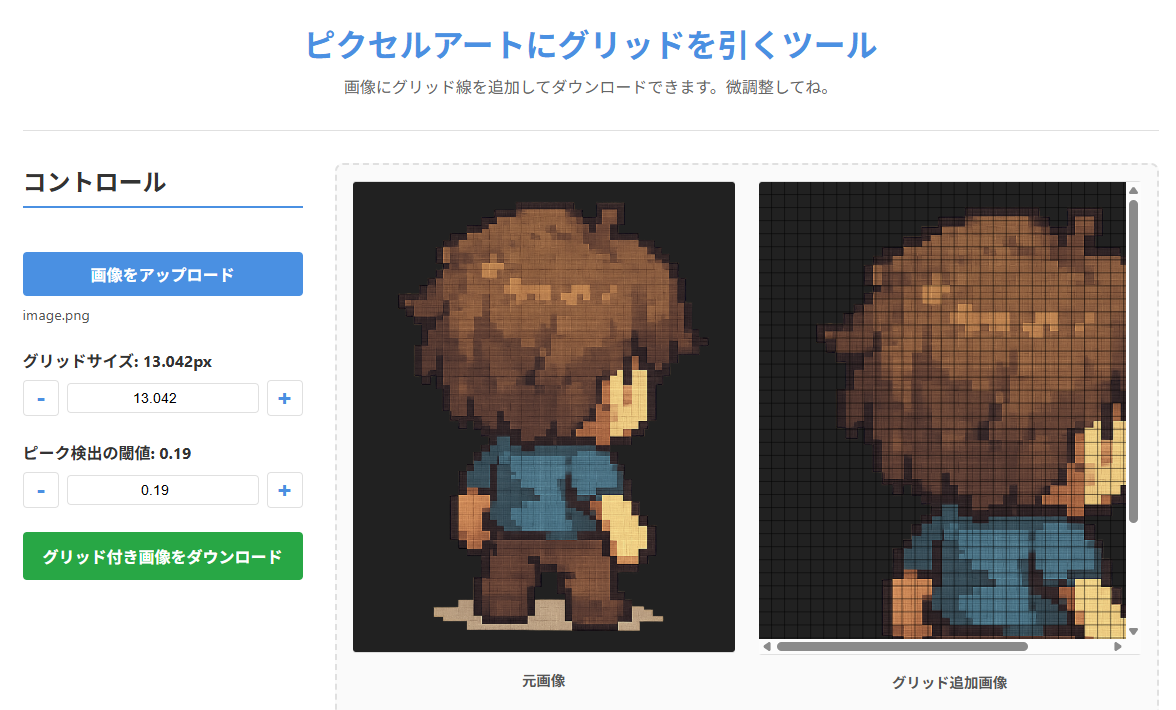 ピクセルアートにグリッドを引くツール
画像にグリッド線を追加してダウンロードできます。微調整してね。
コントロール
画像をアップロード
image.png
グリッドサイズ: 13.042px
-
13.042
+
ピーク検出の閾値: 0.19
-
0.19
+
グリッド付き画像をダウンロード
元画像
グリッド追加画像